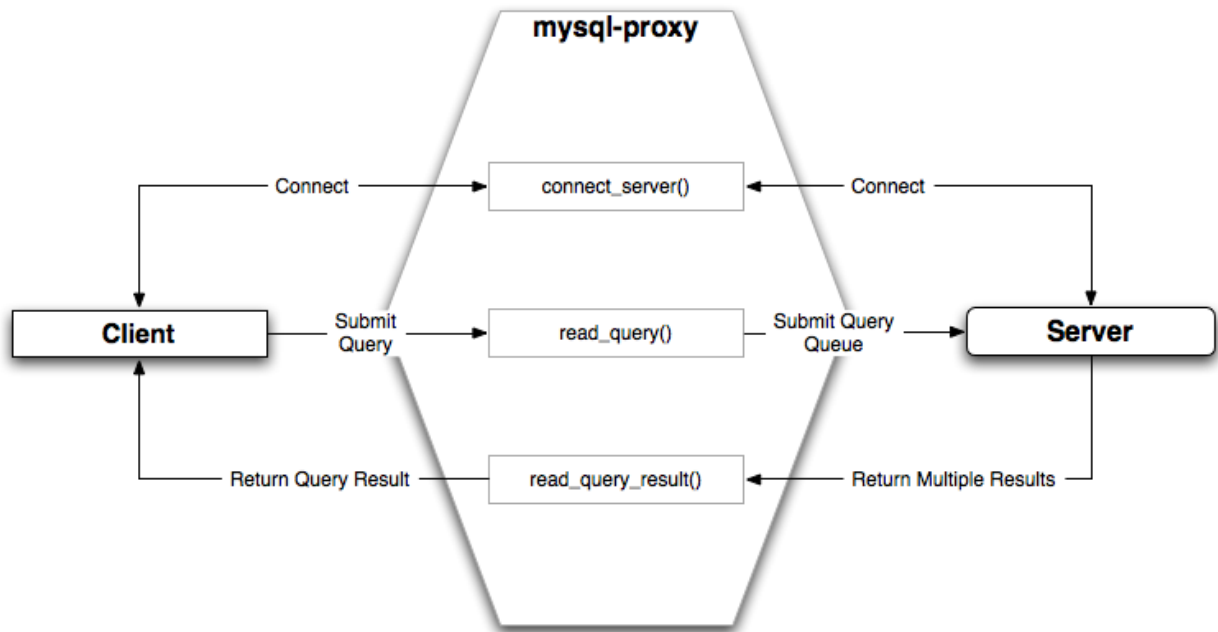 mysql-proxy
Connect
connect_server()
Connect
Client
Submit
Query
read_query()
Submit Query
Queue
Server
Return Query Result
read_query_result()
Return Multiple Results